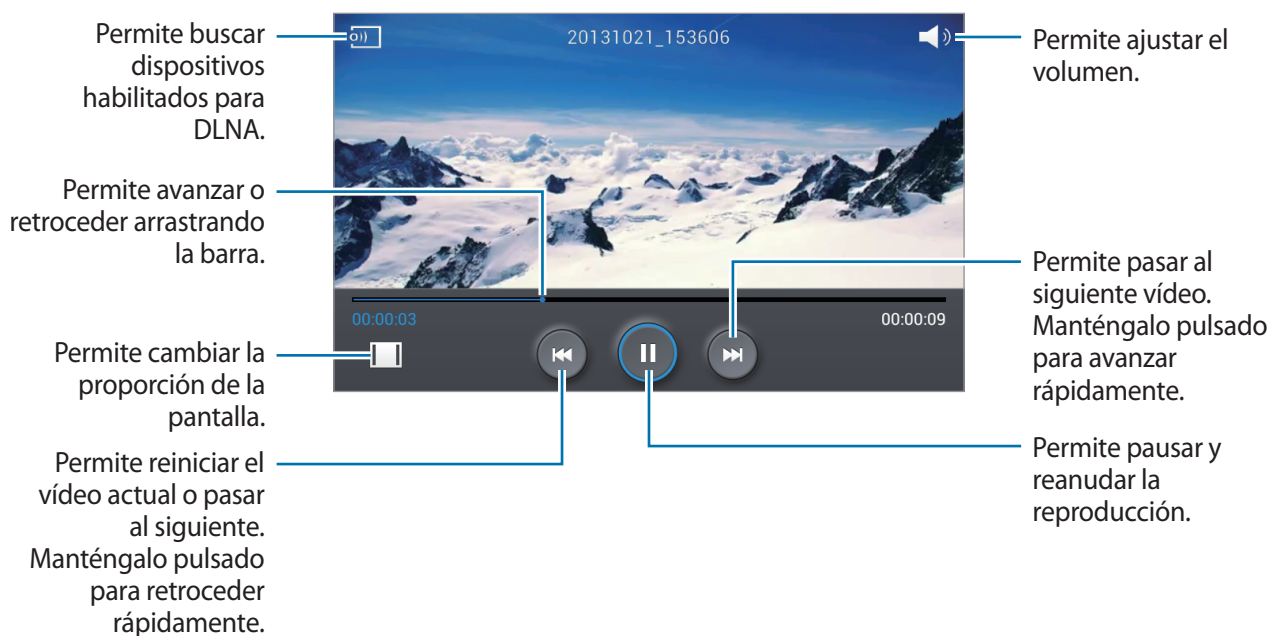 Permite buscar
dispositivos
habilitados para
DLNA.
20131021_153606
Permite ajustar el
volumen.
Permite avanzar o
retroceder arrastrando
la barra.
00:00:03
00:00:09
Permite cambiar la
proporción de la
pantalla.
Permite pasar al
siguiente vídeo.
Manténgalo pulsado
para avanzar
rápidamente.
Permite reiniciar el
vídeo actual o pasar
al siguiente.
Manténgalo pulsado
para retroceder
rápidamente.
Permite pausar y
reanudar la
reproducción.